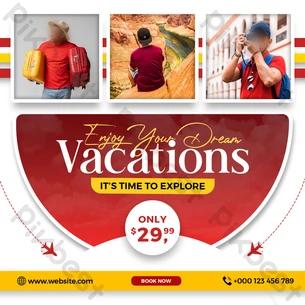 Enjoy Your Dream
Vacations
IT'S TIME TO EXPLORE
ONLY
$29,99
www.website.com
BOOK NOW
+000 123 456 789